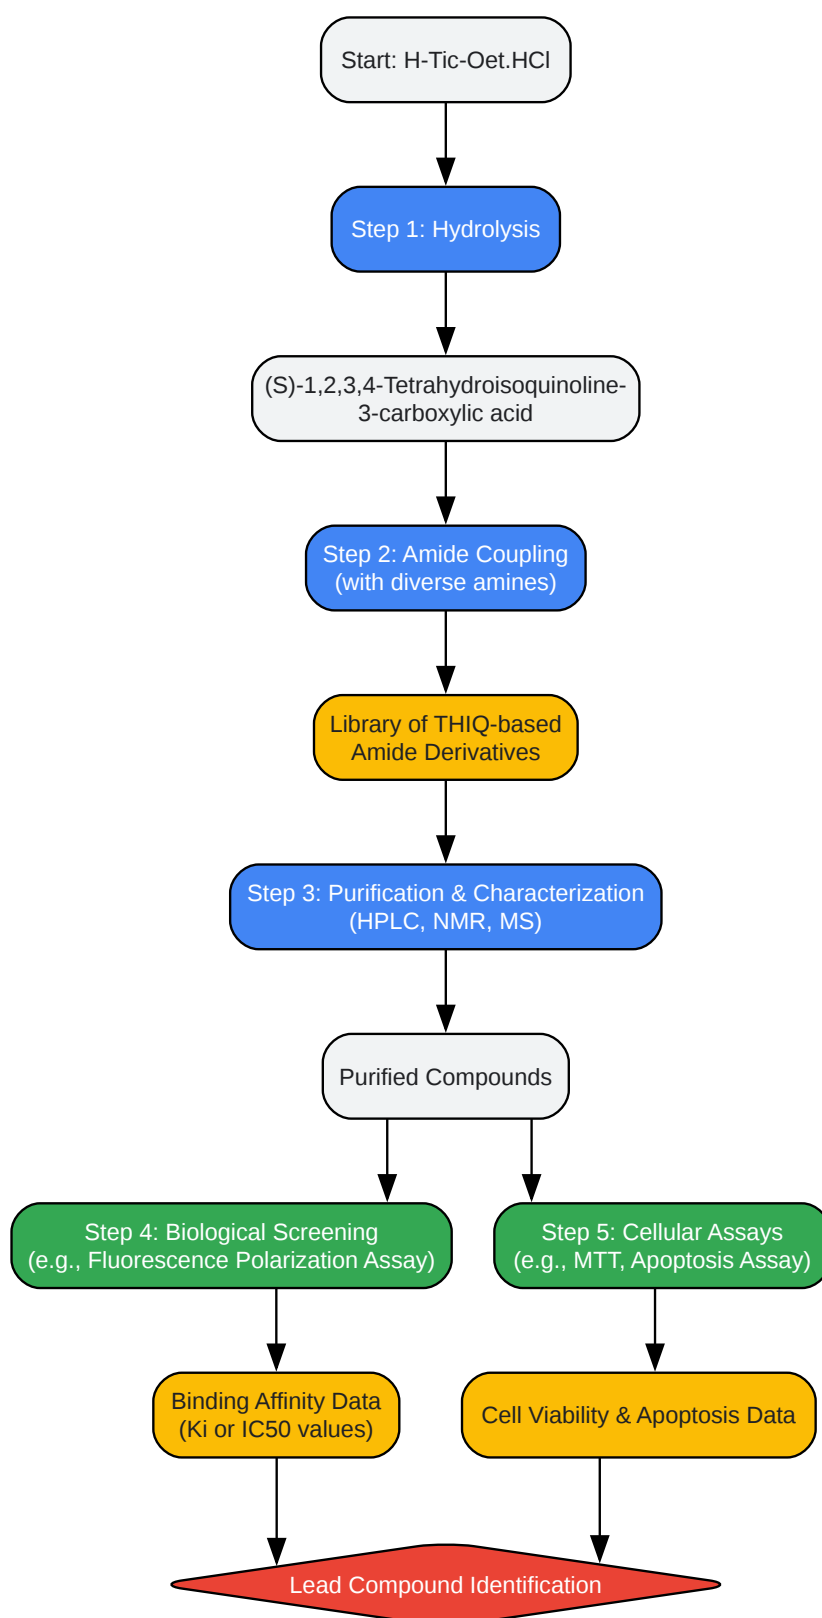 Start: H-Tic-Oet.HCl
Step 1: Hydrolysis
(S)-1,2,3,4-Tetrahydroisoquinoline-
3-carboxylic acid
Step 2: Amide Coupling
(with diverse amines)
Library of THIQ-based
Amide Derivatives
Step 3: Purification & Characterization
(HPLC, NMR, MS)
Purified Compounds
Step 4: Biological Screening
(e.g., Fluorescence Polarization Assay)
Step 5: Cellular Assays
(e.g., MTT, Apoptosis Assay)
Binding Affinity Data
(Ki or IC50 values)
Cell Viability & Apoptosis Data
Lead Compound Identification